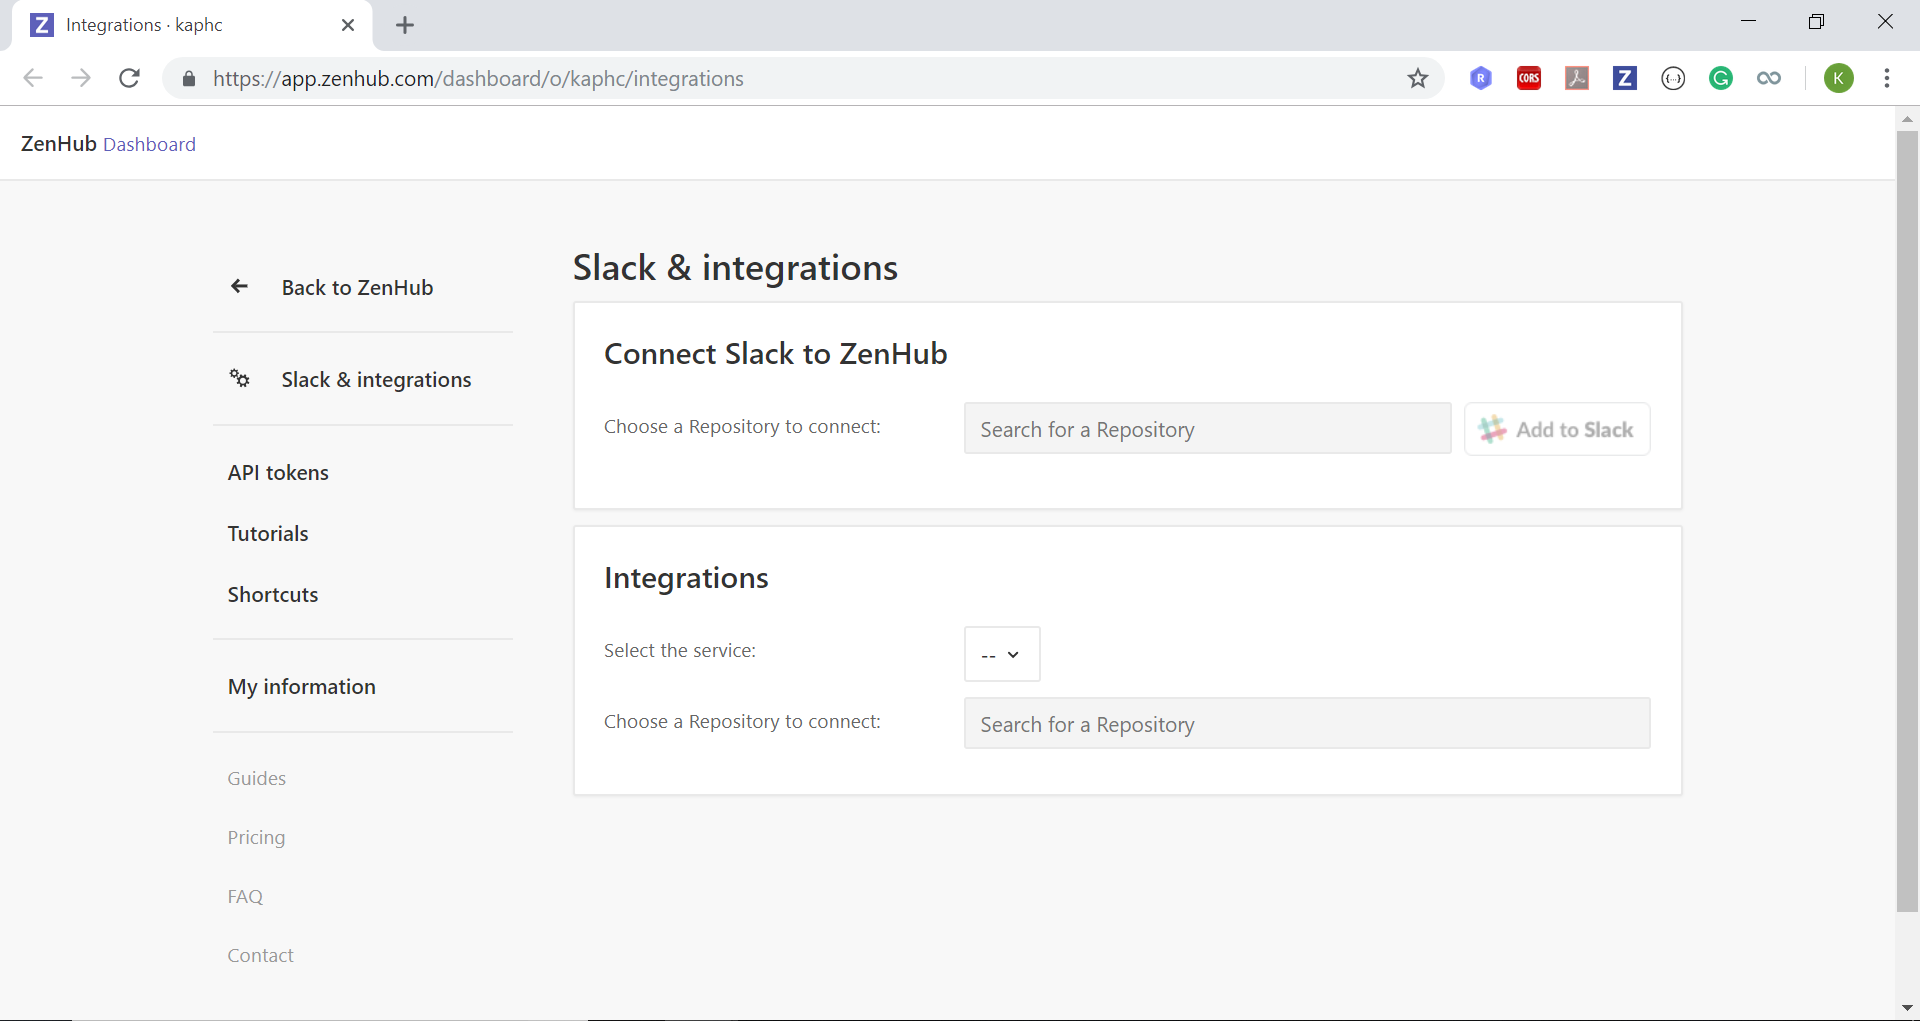 Integrations · kaphc
https://app.zenhub.com/dashboard/o/kaphc/integrations
R
CORS
Z
{...}
G
K
ZenHub Dashboard
Back to ZenHub
Slack & integrations
API tokens
Tutorials
Shortcuts
My information
Guides
Pricing
FAQ
Contact
Slack & integrations
Connect Slack to ZenHub
Choose a Repository to connect:
Search for a Repository
Add to Slack
Integrations
Select the service:
--
Choose a Repository to connect:
Search for a Repository